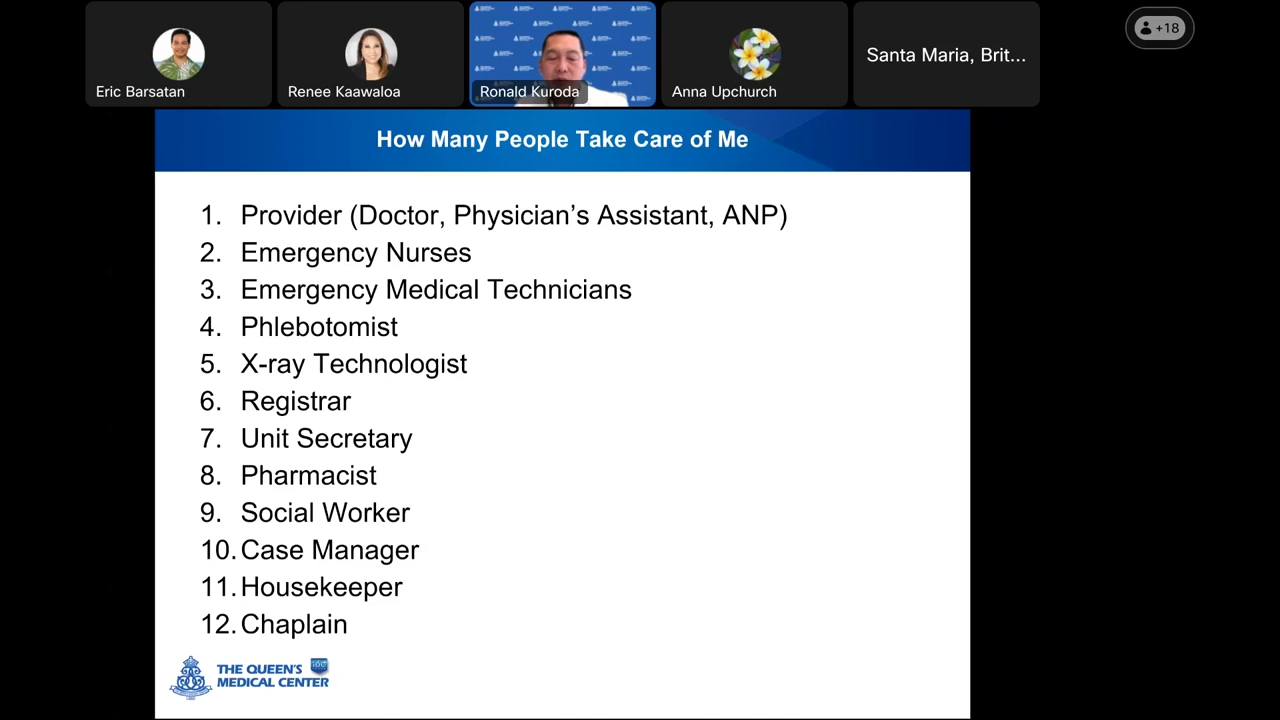 Eric Barsatan
Renee Kaawaloa
Ronald Kuroda
Anna Upchurch
Santa Maria, Brit...
+18
How Many People Take Care of Me
1. Provider (Doctor, Physician’s Assistant, ANP)
2. Emergency Nurses
3. Emergency Medical Technicians
4. Phlebotomist
5. X-ray Technologist
6. Registrar
7. Unit Secretary
8. Pharmacist
9. Social Worker
10. Case Manager
11. Housekeeper
12. Chaplain
THE QUEEN'S
MEDICAL CENTER